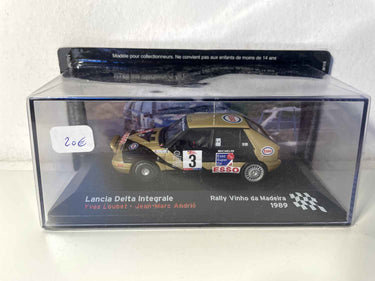 Modèle pour collectionneurs. Ne convient pas aux enfants de moins de 14 ans
20€
3
ESSO
Lancia Delta Integrale
Yves Loubet - Jean-Marc Andrié
Rally Vinho da Madeira
1989